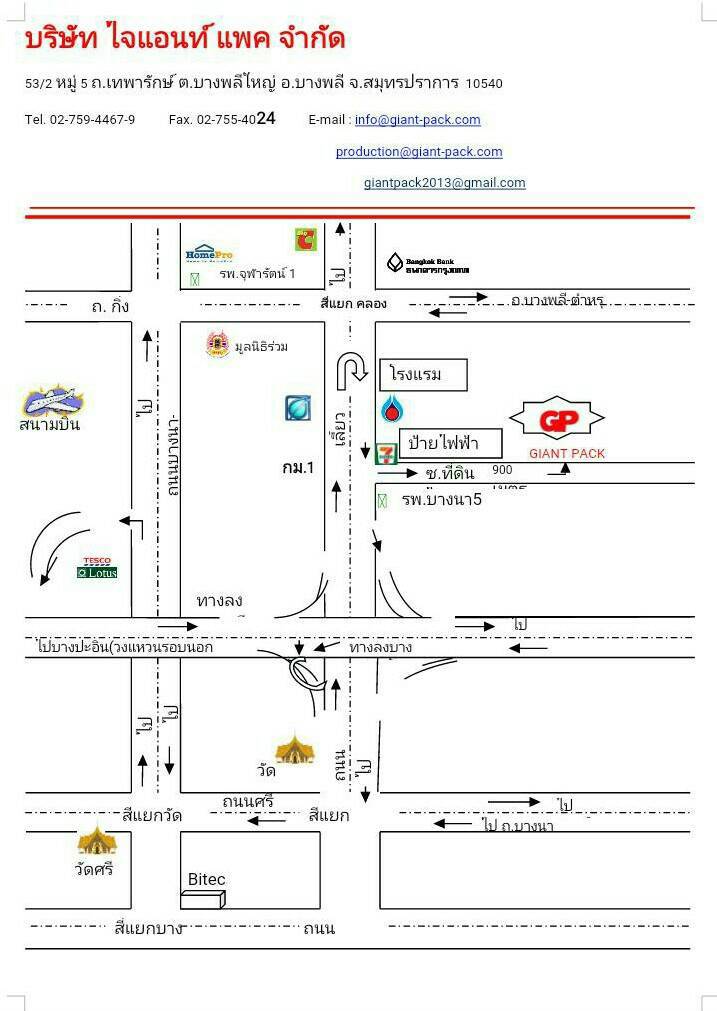 บริษัท ไจแอนท์ แพค จำกัด
53/2 หมู่ 5 ถ.เทพารักษ์ ต.บางพลีใหญ่ อ.บางพลี จ.สมุทรปราการ 10540
Tel. 02-759-4467-9 Fax. 02-755-4024 E-mail : info@giant-pack.com
production@giant-pack.com
giantpack2013@gmail.com
HomePro
Big C
รพ.จุฬารัตน์ 1
ไป
Bangkok Bank
ธนาคารกรุงเทพ
ถ. กิ่ง
สี่แยก คลอง
ถ.บางพลี-ตำหรุ
มูลนิธิร่วม
โรงแรม
สนามบิน
ไป
ถนนบางนา-
เลี้ยว
กม.1
ป้ายไฟฟ้า
GP
GIANT PACK
7
ซ.ที่ดิน 900
เมตร
รพ.บางนา5
TESCO
Lotus
ทางลง
ไป
ไปบางปะอิน(วงแหวนรอบนอก
ทางลงบาง
ไป
ไป
วัด
ถนน
ไป
ถนนศรี
สี่แยกวัด
สี่แยก
ไป
ไป ถ.บางนา
วัดศรี
Bitec
สี่แยกบาง
ถนน